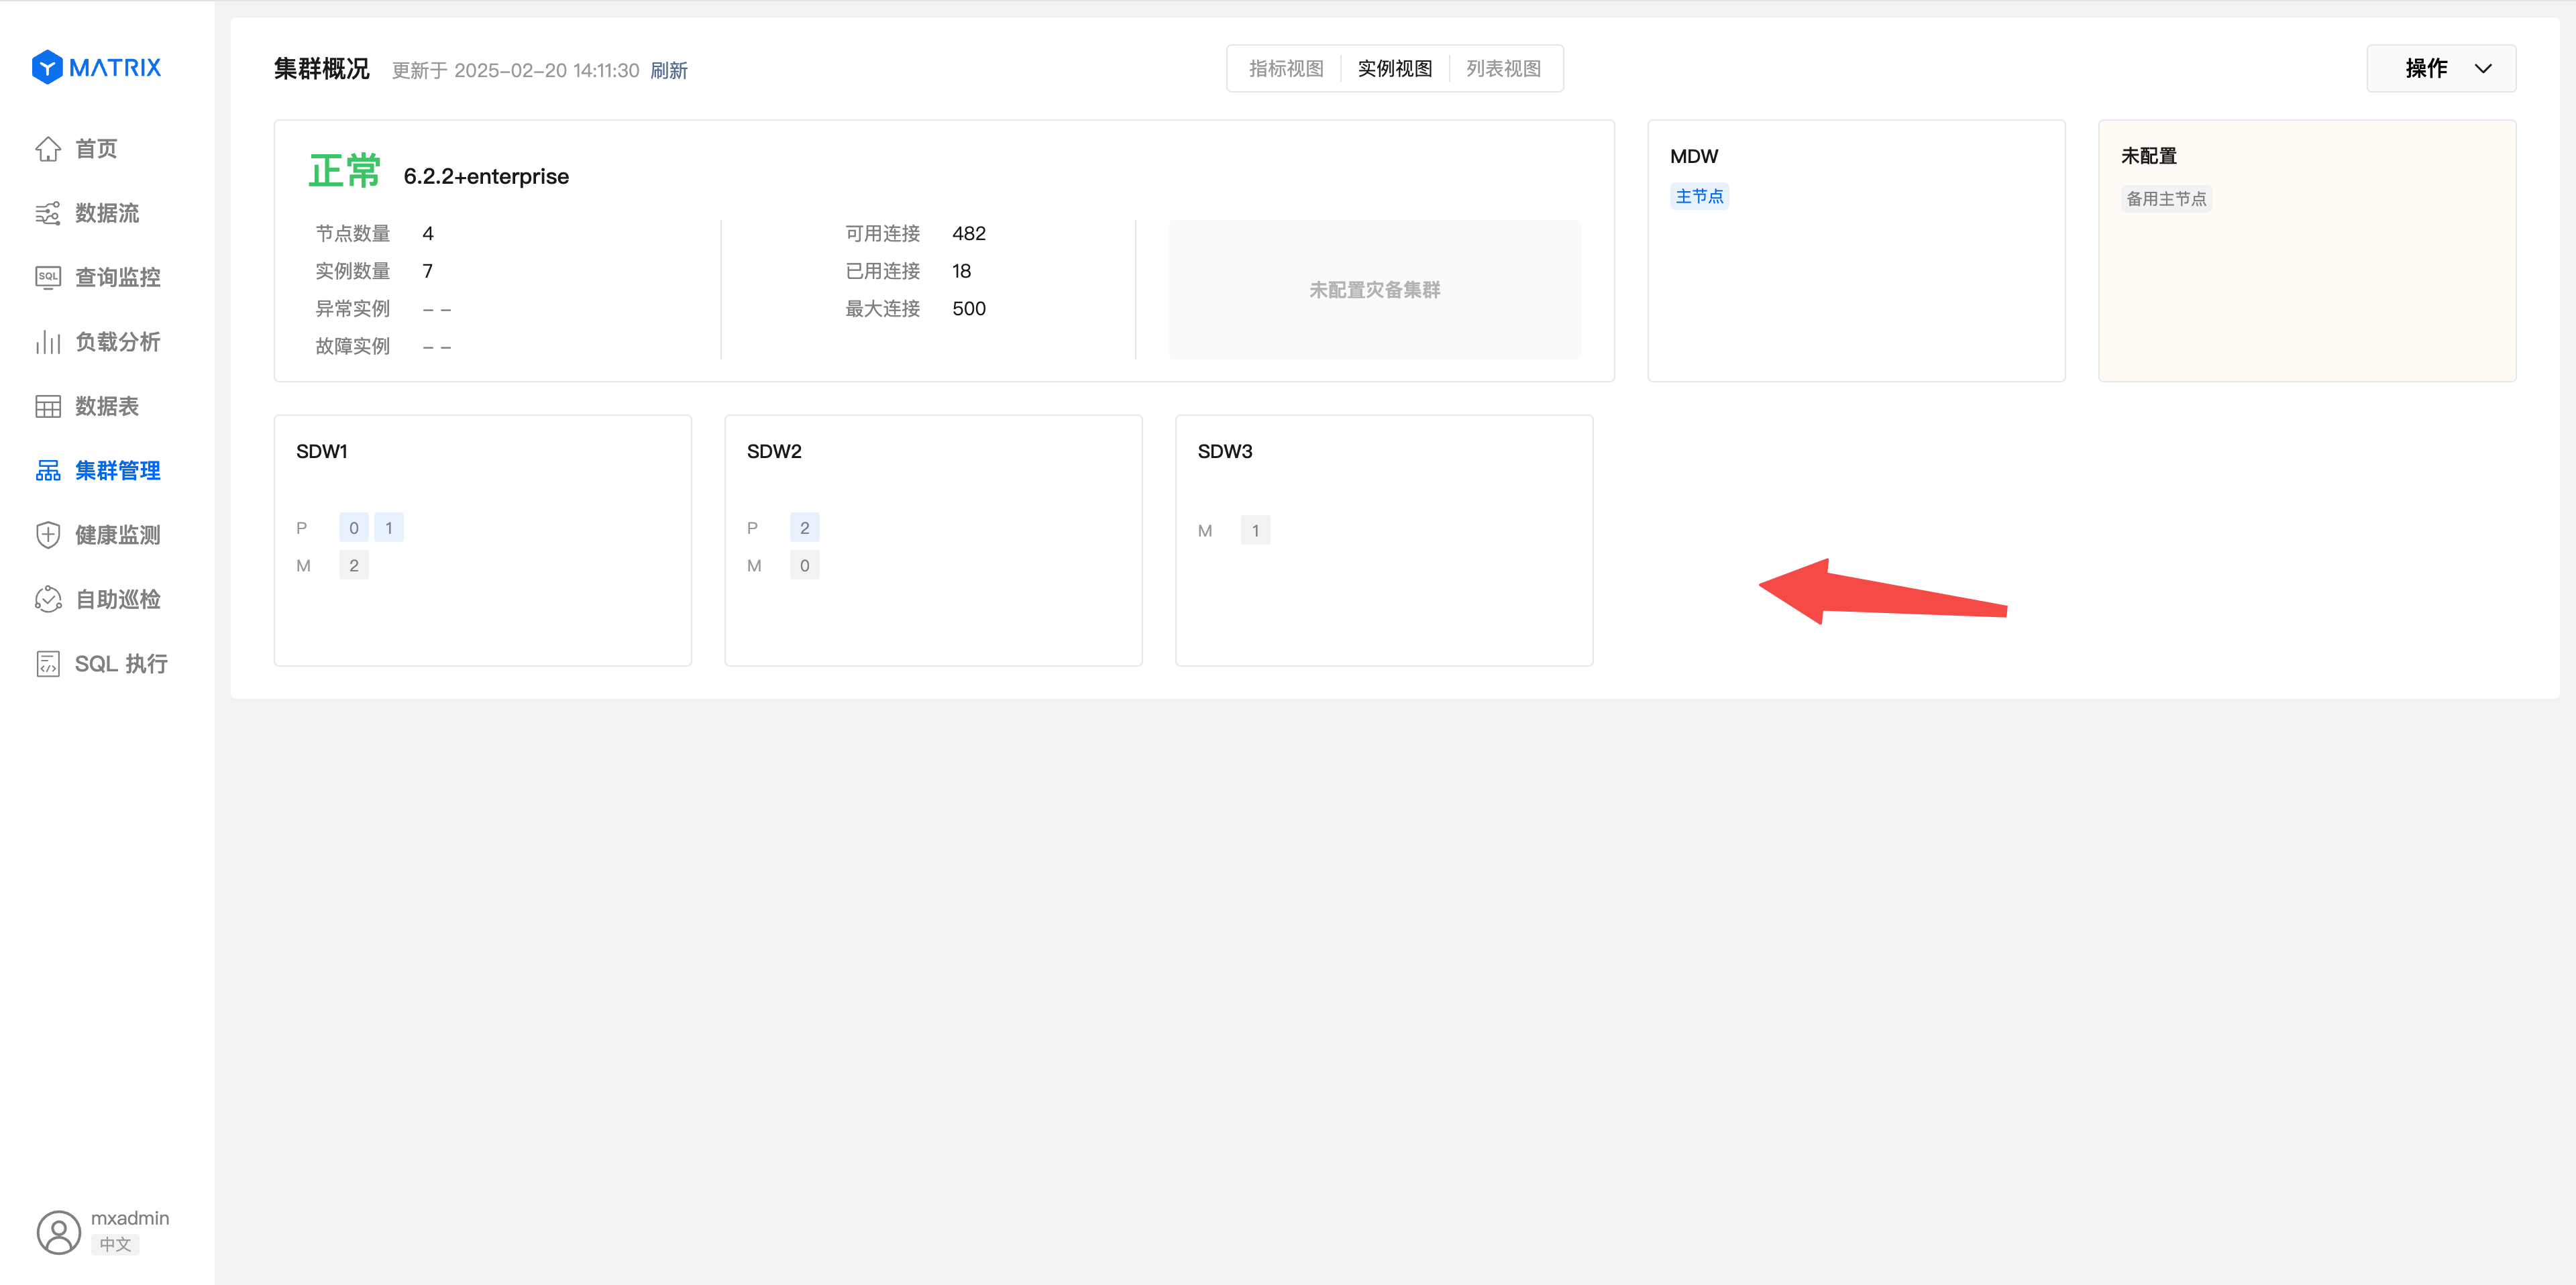 MATRIX
首页
数据流
SQL
查询监控
负载分析
数据表
集群管理
健康监测
自助巡检
SQL 执行
mxadmin
中文
集群概况 更新于 2025-02-20 14:11:30 刷新
指标视图 实例视图 列表视图
操作
正常 6.2.2+enterprise
节点数量 4
实例数量 7
异常实例 – –
故障实例 – –
可用连接 482
已用连接 18
最大连接 500
未配置灾备集群
MDW
主节点
未配置
备用主节点
SDW1
P 0 1
M 2
SDW2
P 2
M 0
SDW3
M 1